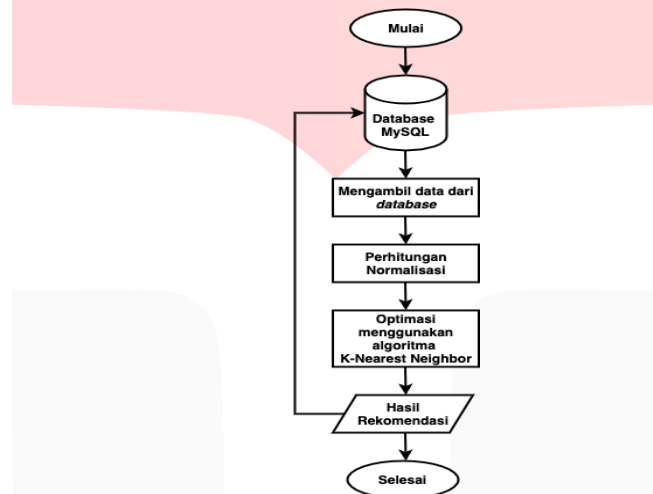 Mulai
Database
MySQL
Mengambil data dari
database
Perhitungan
Normalisasi
Optimasi
menggunakan
algoritma
K-Nearest Neighbor
Hasil
Rekomendasi
Selesai